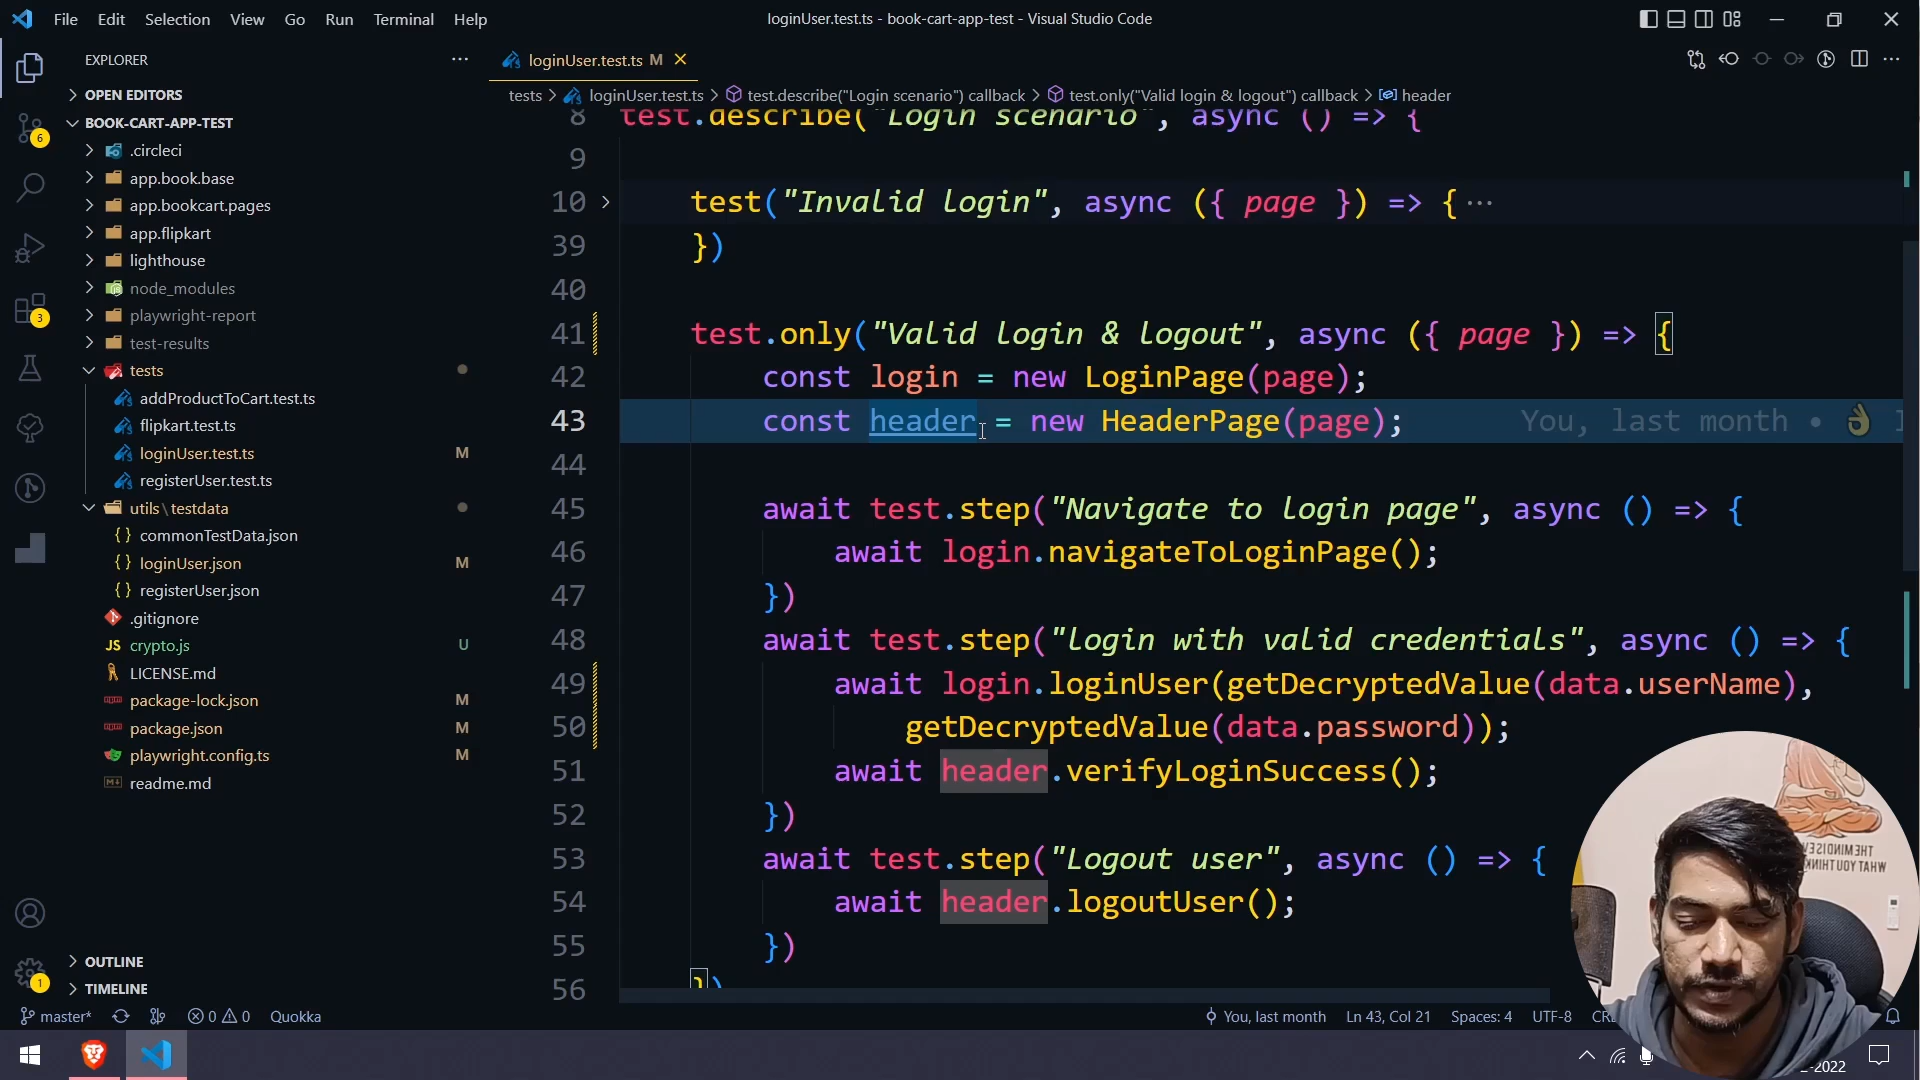 File Edit Selection View Go Run Terminal Help
loginUser.test.ts - book-cart-app-test - Visual Studio Code
EXPLORER
loginUser.test.ts M
tests > loginUser.test.ts > test.describe("Login scenario") callback > test.only("Valid login & logout") callback > header
OPEN EDITORS
BOOK-CART-APP-TEST
.circleci
app.book.base
app.bookcart.pages
app.flipkart
lighthouse
node_modules
playwright-report
test-results
tests
addProductToCart.test.ts
flipkart.test.ts
loginUser.test.ts M
registerUser.test.ts
utils\testdata
commonTestData.json
loginUser.json M
registerUser.json
.gitignore
JS crypto.js U
LICENSE.md
package-lock.json M
package.json M
playwright.config.ts M
readme.md
OUTLINE
TIMELINE
6
3
1
8 test.describe("Login scenario", async () => {
9
10 test("Invalid login", async ({ page }) => {···
39 })
40
41 test.only("Valid login & logout", async ({ page }) => {
42 const login = new LoginPage(page);
43 const header = new HeaderPage(page); You, last month •
44
45 await test.step("Navigate to login page", async () => {
46 await login.navigateToLoginPage();
47 })
48 await test.step("login with valid credentials", async () => {
49 await login.loginUser(getDecryptedValue(data.userName),
50 getDecryptedValue(data.password));
51 await header.verifyLoginSuccess();
52 })
53 await test.step("Logout user", async () => {
54 await header.logoutUser();
55 })
56 })
master* 0 0 Quokka
You, last month Ln 43, Col 21 Spaces: 4 UTF-8
-2022